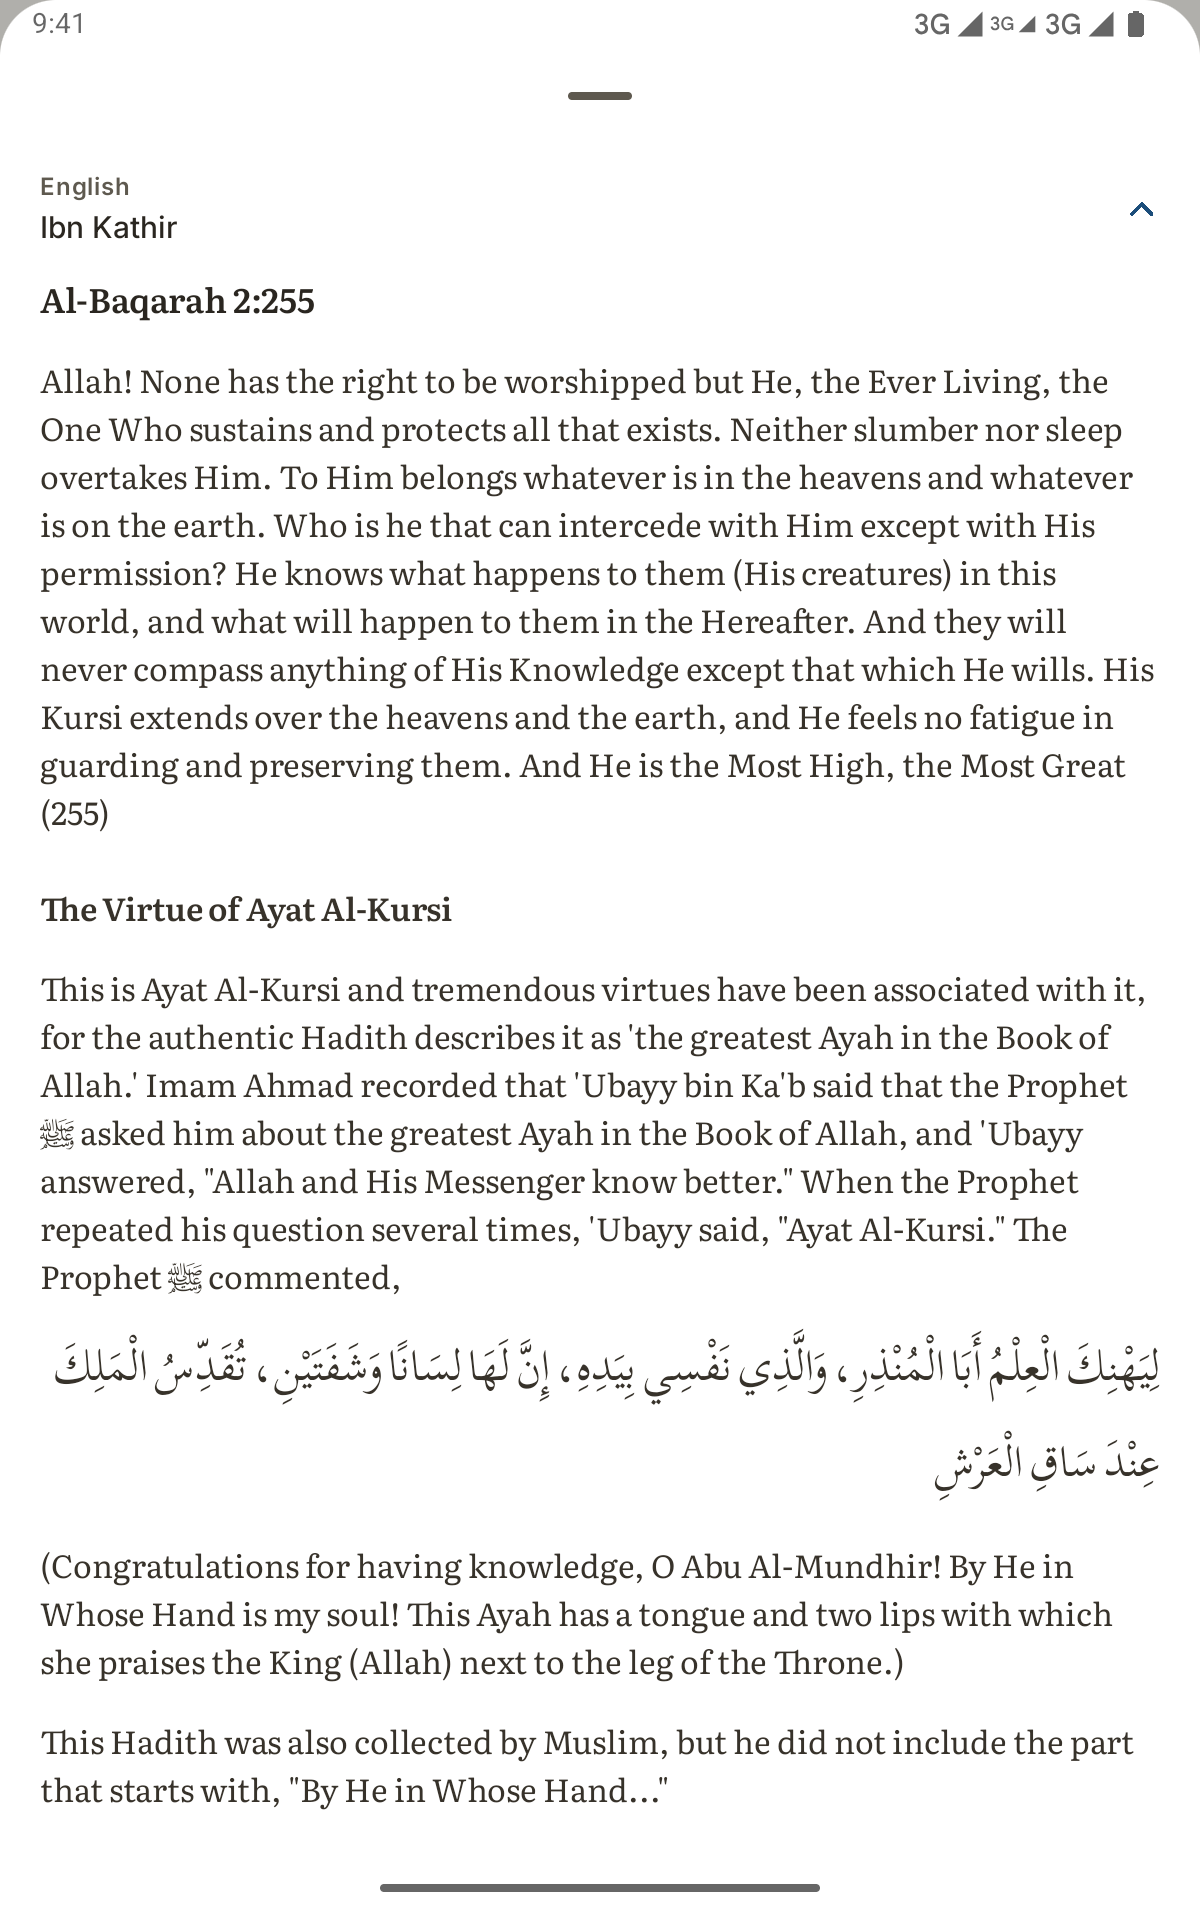 9:41
3G 3G 3G
English
Ibn Kathir
Al-Baqarah 2:255
Allah! None has the right to be worshipped but He, the Ever Living, the
One Who sustains and protects all that exists. Neither slumber nor sleep
overtakes Him. To Him belongs whatever is in the heavens and whatever
is on the earth. Who is he that can intercede with Him except with His
permission? He knows what happens to them (His creatures) in this
world, and what will happen to them in the Hereafter. And they will
never compass anything of His Knowledge except that which He wills. His
Kursi extends over the heavens and the earth, and He feels no fatigue in
guarding and preserving them. And He is the Most High, the Most Great
(255)
The Virtue of Ayat Al-Kursi
This is Ayat Al-Kursi and tremendous virtues have been associated with it,
for the authentic Hadith describes it as 'the greatest Ayah in the Book of
Allah.' Imam Ahmad recorded that 'Ubayy bin Ka'b said that the Prophet
ﷺ asked him about the greatest Ayah in the Book of Allah, and 'Ubayy
answered, "Allah and His Messenger know better." When the Prophet
repeated his question several times, 'Ubayy said, "Ayat Al-Kursi." The
Prophet ﷺ commented,
لِيَهْنِكَ الْعِلْمُ أَبَا الْمُنْذِرِ، وَالَّذِي نَفْسِي بِيَدِهِ، إِنَّ لَهَا لِسَانًا وَشَفَتَيْنِ، تُقَدِّسُ الْمَلِكَ
عِنْدَ سَاقِ الْعَرْشِ
(Congratulations for having knowledge, O Abu Al-Mundhir! By He in
Whose Hand is my soul! This Ayah has a tongue and two lips with which
she praises the King (Allah) next to the leg of the Throne.)
This Hadith was also collected by Muslim, but he did not include the part
that starts with, "By He in Whose Hand..."